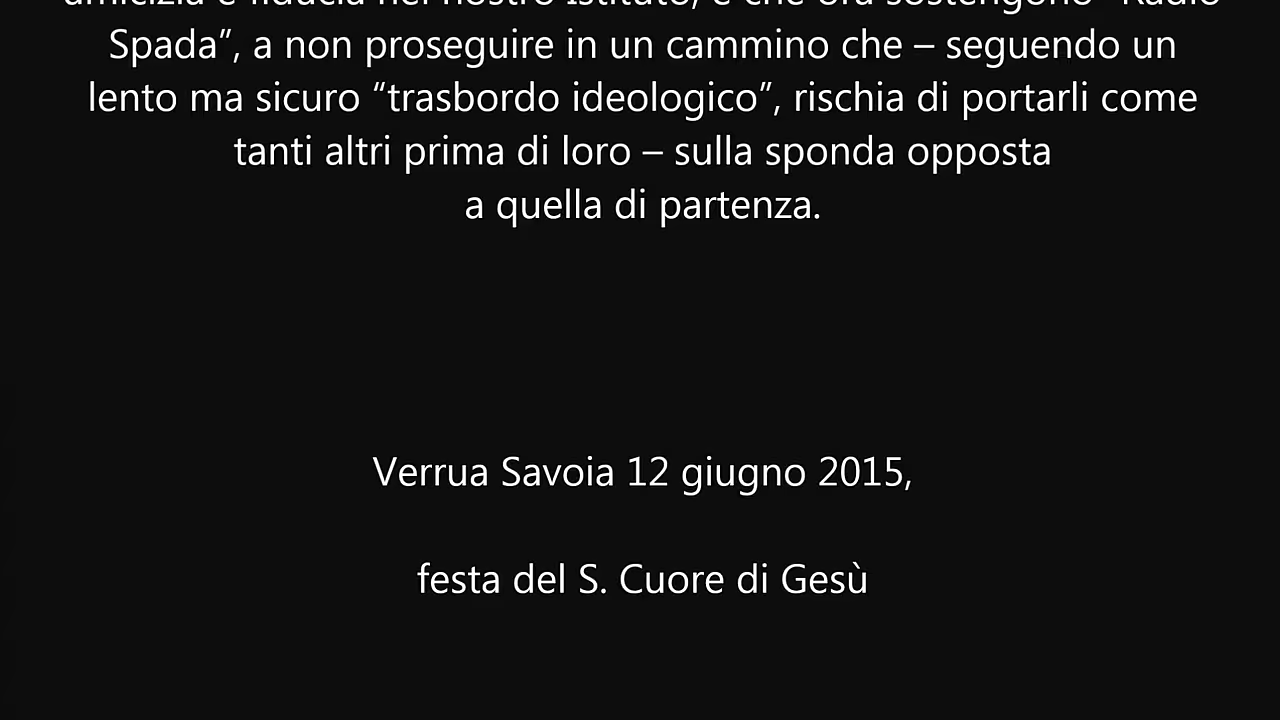 amicizia e fiducia nel nostro Istituto, e che ora sostengono “Radio
Spada”, a non proseguire in un cammino che – seguendo un
lento ma sicuro “trasbordo ideologico”, rischia di portarli come
tanti altri prima di loro – sulla sponda opposta
a quella di partenza.
Verrua Savoia 12 giugno 2015,
festa del S. Cuore di Gesù